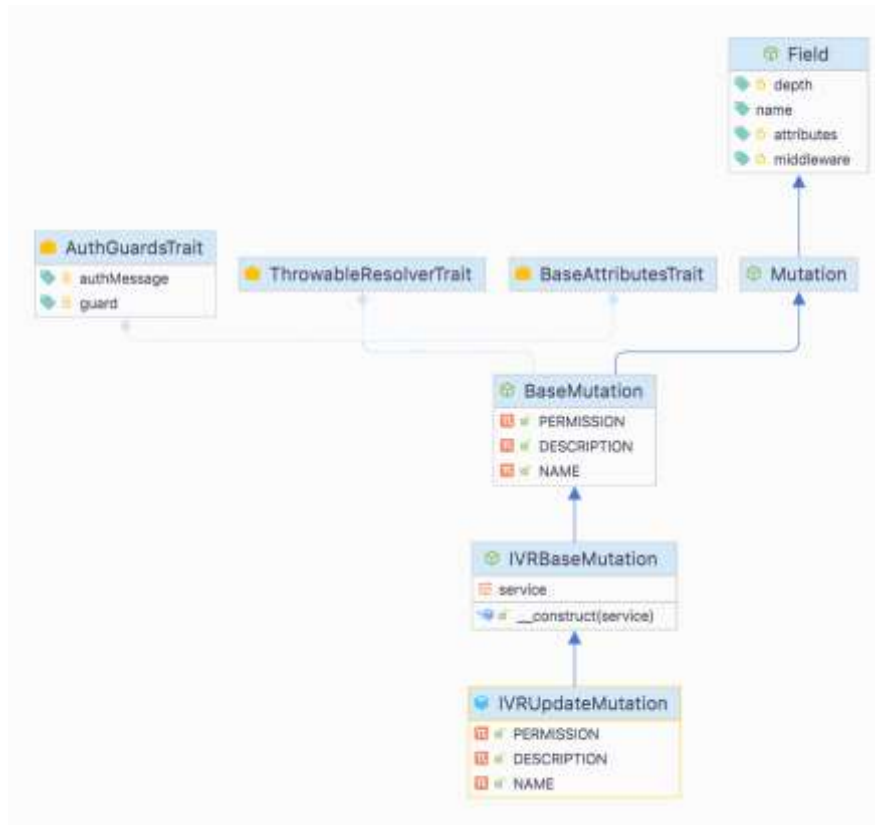 Field
depth
name
attributes
middleware
AuthGuardsTrait
authMessage
guard
ThrowableResolverTrait
BaseAttributesTrait
Mutation
BaseMutation
PERMISSION
DESCRIPTION
NAME
IVRBaseMutation
service
__construct(service)
IVRUpdateMutation
PERMISSION
DESCRIPTION
NAME